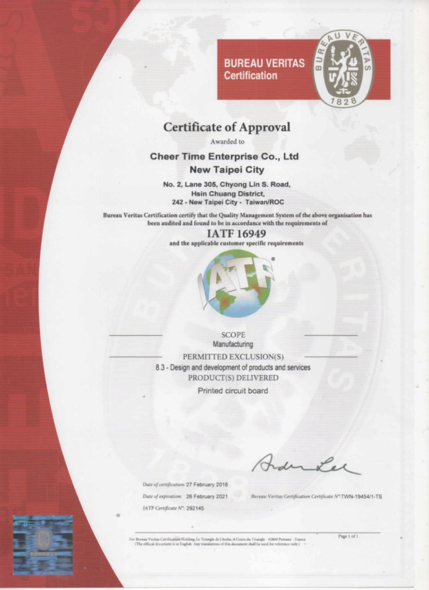 BUREAU VERITAS
Certification
BUREAU VERITAS
1828
Certificate of Approval
Awarded to
Cheer Time Enterprise Co., Ltd
New Taipei City
No. 2, Lane 305, Chyong Lin S. Road,
Hsin Chuang District,
242 - New Taipei City - Taiwan/ROC
Bureau Veritas Certification certify that the Quality Management System of the above organisation has
been audited and found to be in accordance with the requirements of
IATF 16949
and the applicable customer specific requirements
IATF
SCOPE
Manufacturing
PERMITTED EXCLUSION(S)
8.3 - Design and development of products and services
PRODUCT(S) DELIVERED
Printed circuit board
Date of certification: 27 February 2018
Date of expiration: 26 February 2021 Bureau Veritas Certification Certificate N°:TWN-19454/1-TS
IATF Certificate N°: 292145
Page 1 of 1